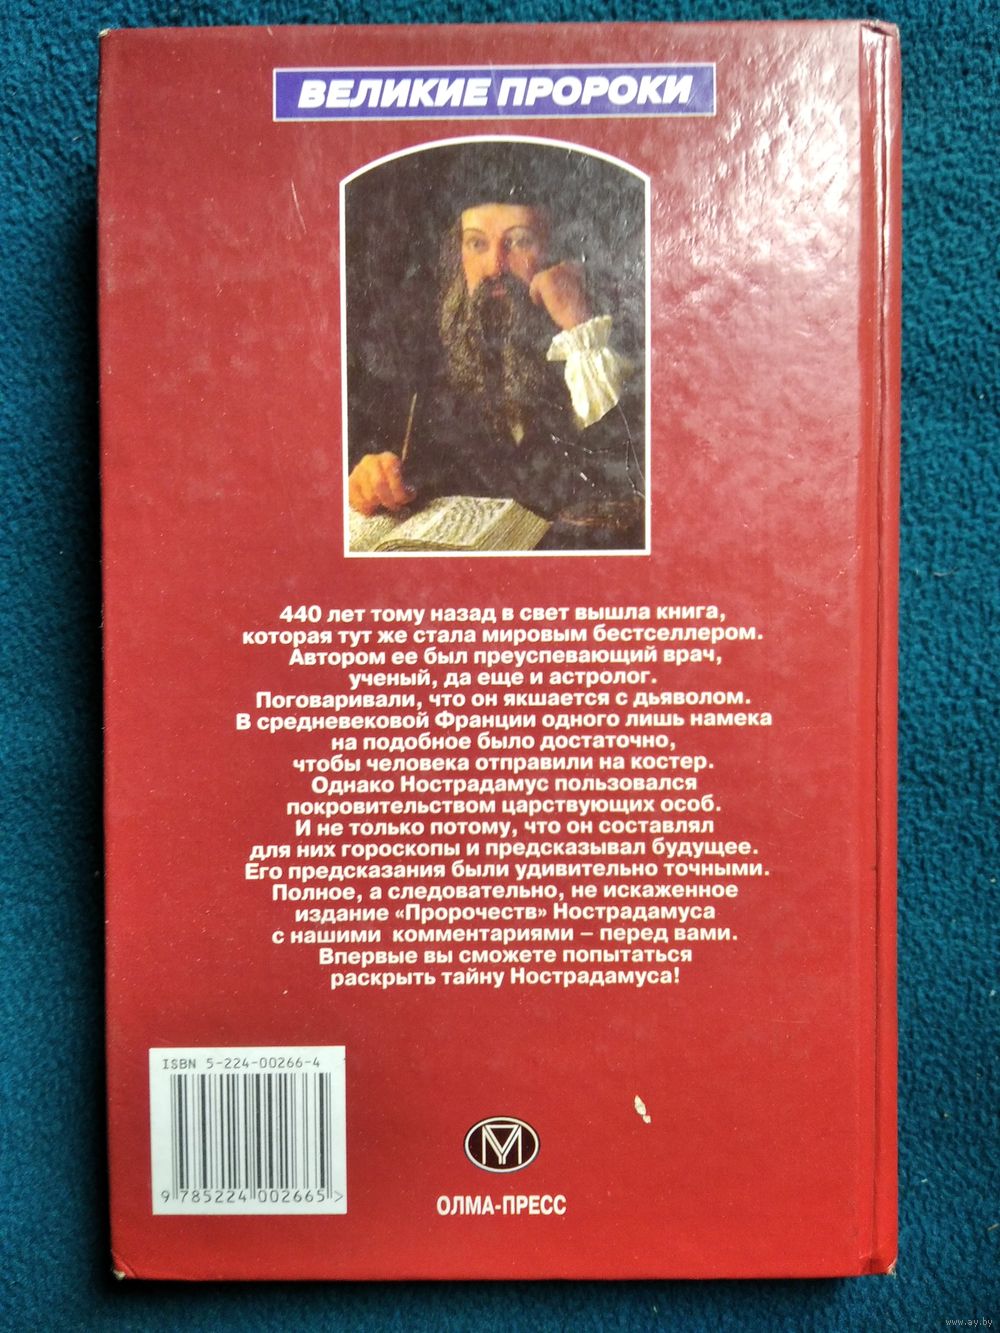 ВЕЛИКИЕ ПРОРОКИ
440 лет тому назад в свет вышла книга,
которая тут же стала мировым бестселлером.
Автором ее был преуспевающий врач,
ученый, да еще и астролог.
Поговаривали, что он якшается с дьяволом.
В средневековой Франции одного лишь намека
на подобное было достаточно,
чтобы человека отправили на костер.
Однако Нострадамус пользовался
покровительством царствующих особ.
И не только потому, что он составлял
для них гороскопы и предсказывал будущее.
Его предсказания были удивительно точными.
Полное, а следовательно, не искаженное
издание «Пророчеств» Нострадамуса
с нашими комментариями – перед вами.
Впервые вы сможете попытаться
раскрыть тайну Нострадамуса!
ISBN 5-224-00266-4
9 785224 002665 >
ОЛМА-ПРЕСС
www.ay.by